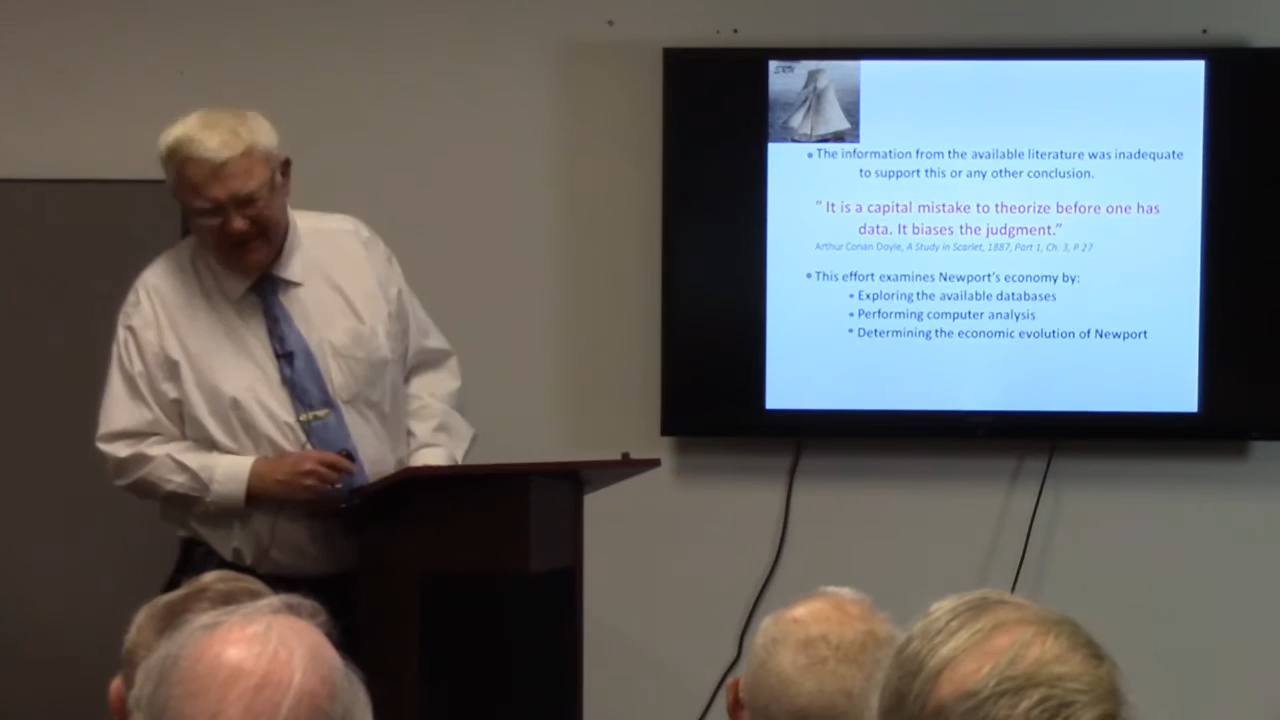 • The information from the available literature was inadequate
to support this or any other conclusion.
" It is a capital mistake to theorize before one has
data. It biases the judgment."
Arthur Conan Doyle, A Study in Scarlet, 1887, Part 1, Ch. 3, P 27
• This effort examines Newport's economy by:
• Exploring the available databases
• Performing computer analysis
• Determining the economic evolution of Newport